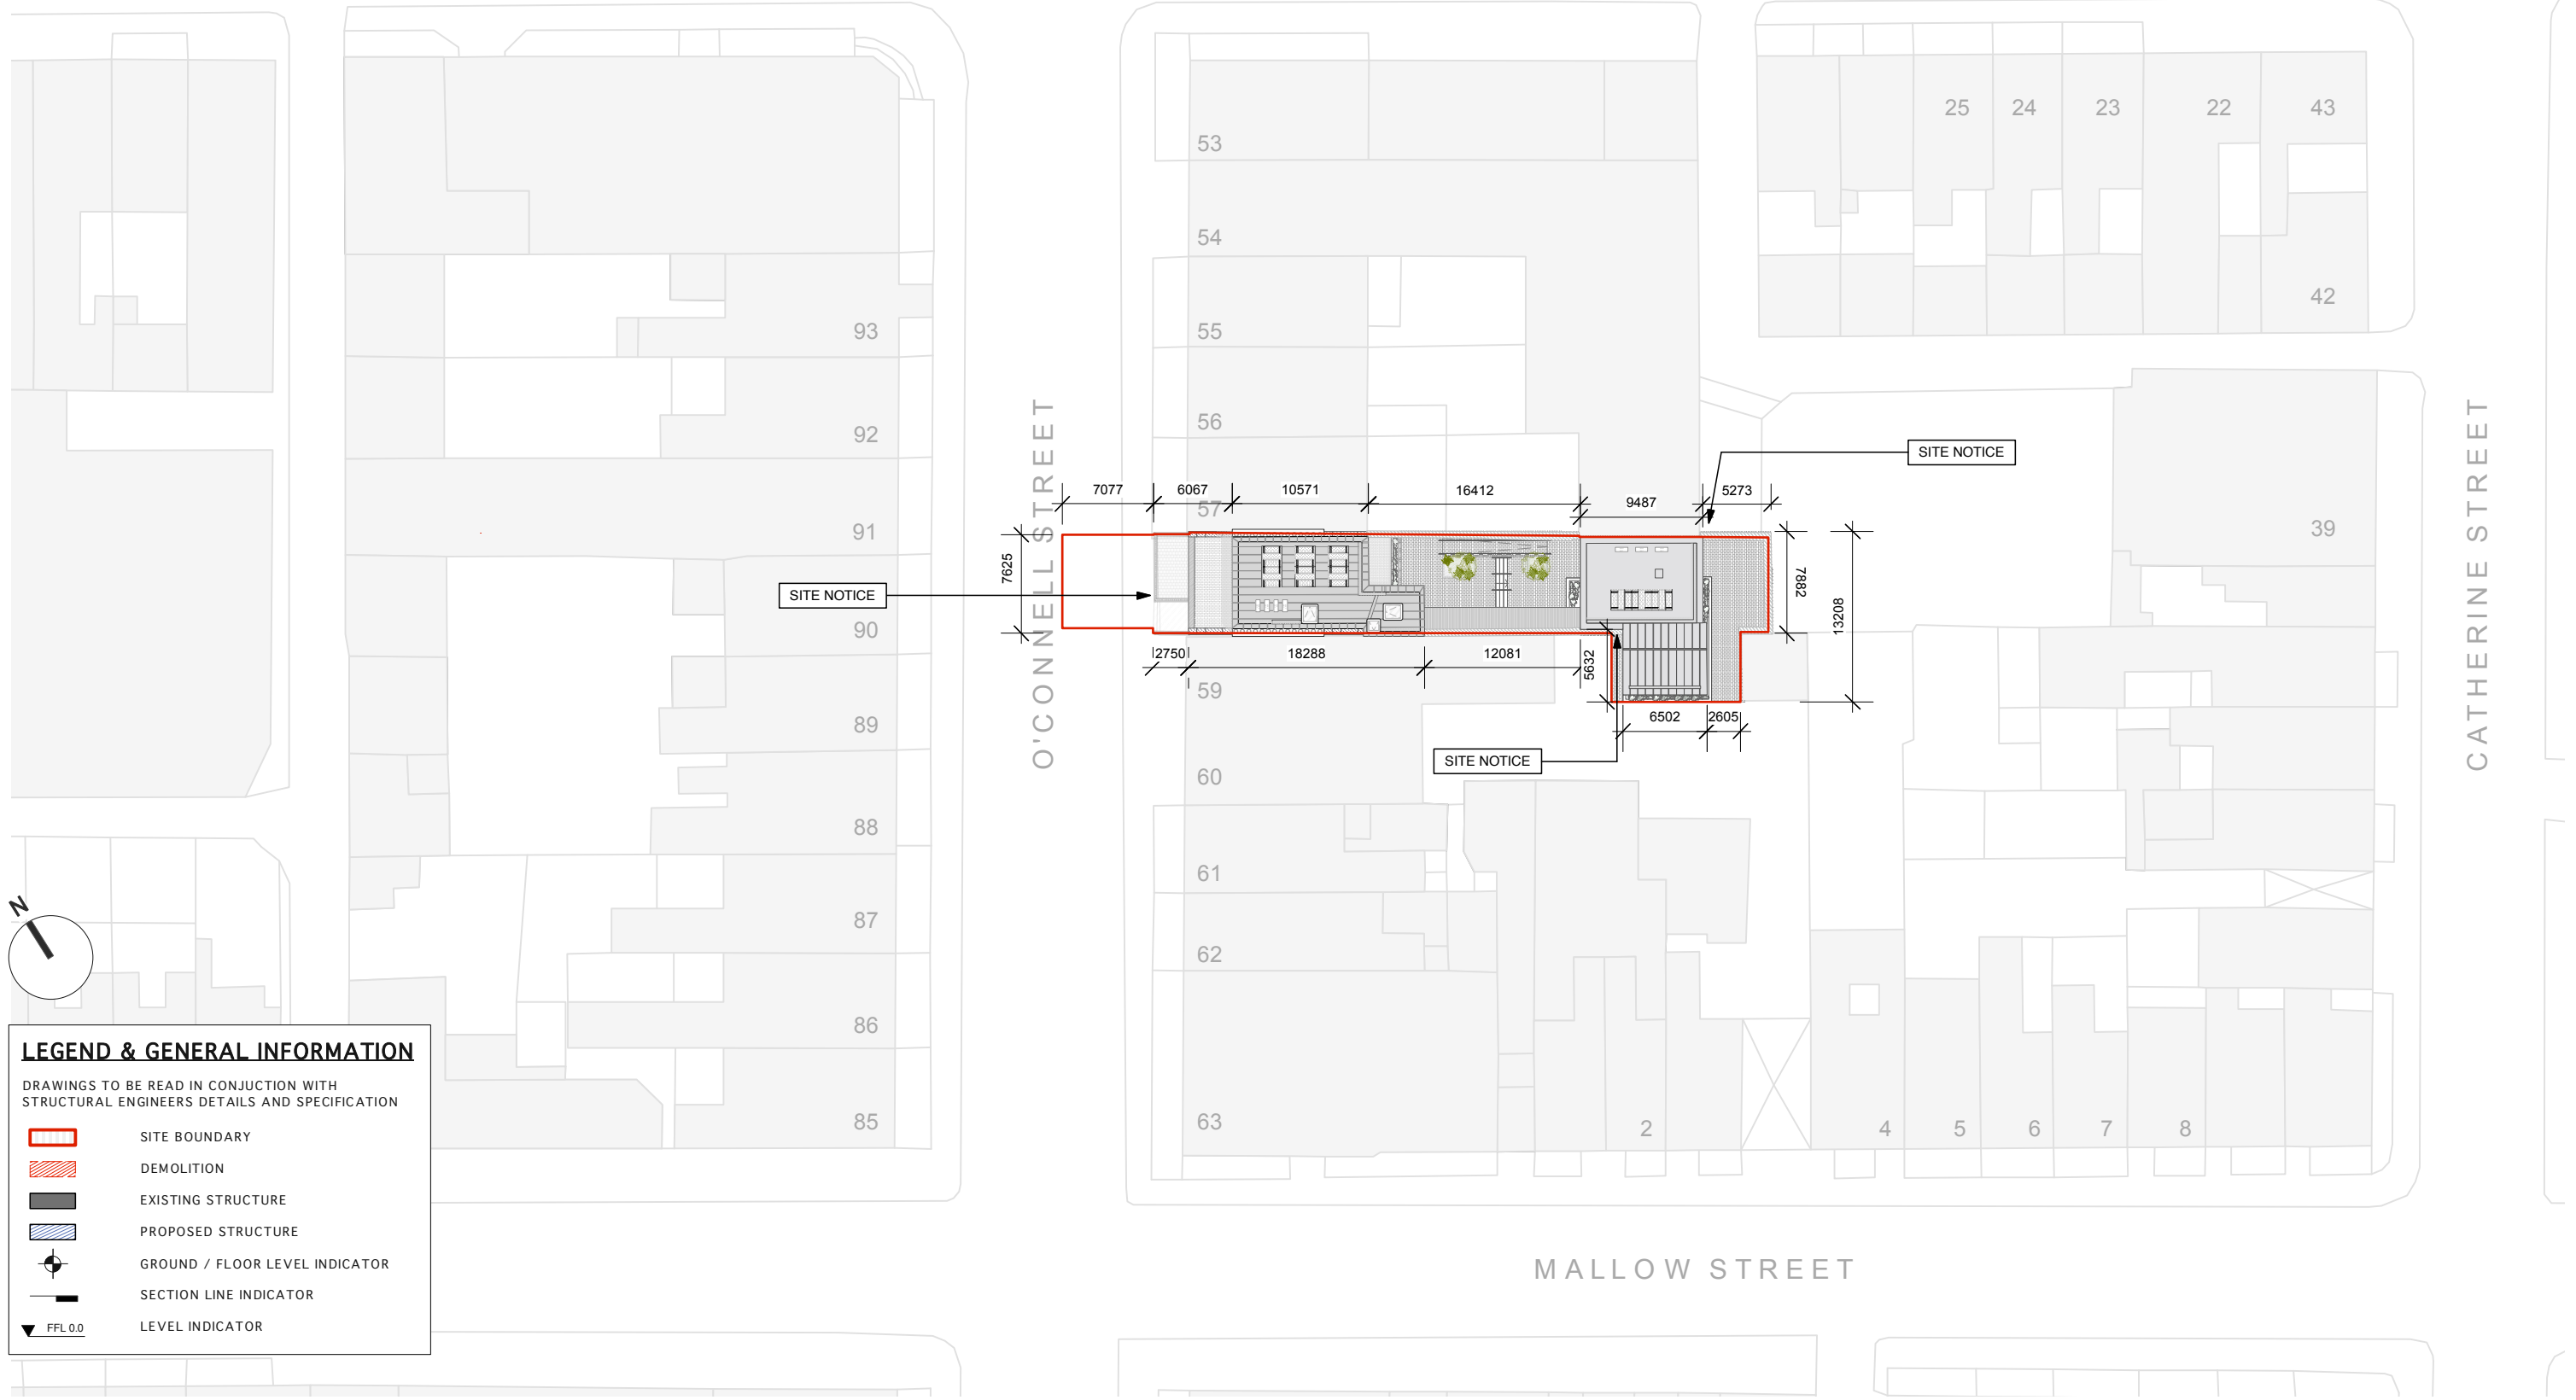 25
24
23
22
43
53
54
42
93
55
92
56
91
57
39
90
59
89
60
88
61
87
62
86
85
63
2
4
5
6
7
8
O'CONNELL STREET
CATHERINE STREET
MALLOW STREET
SITE NOTICE
SITE NOTICE
SITE NOTICE
7077
6067
10571
16412
9487
5273
7625
7882
13208
2750
18288
12081
5632
6502
2605
N
LEGEND & GENERAL INFORMATION
DRAWINGS TO BE READ IN CONJUCTION WITH
STRUCTURAL ENGINEERS DETAILS AND SPECIFICATION
SITE BOUNDARY
DEMOLITION
EXISTING STRUCTURE
PROPOSED STRUCTURE
GROUND / FLOOR LEVEL INDICATOR
SECTION LINE INDICATOR
FFL 0.0 LEVEL INDICATOR